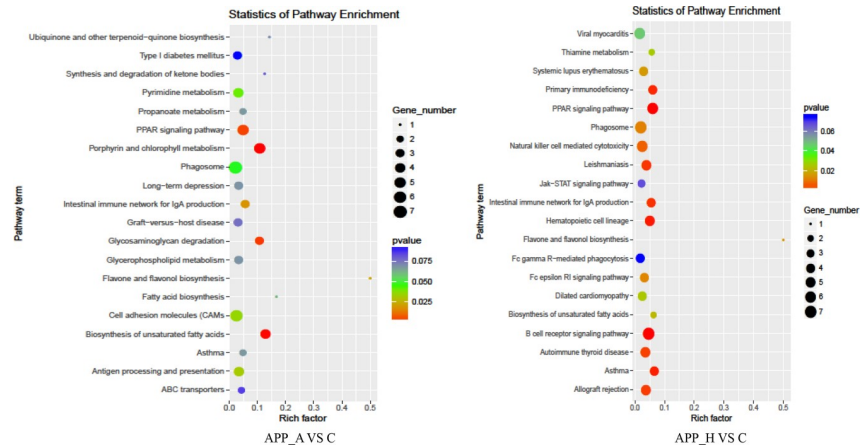 Statistics of Pathway Enrichment
Pathway term
Ubiquinone and other terpenoid-quinone biosynthesis
Type I diabetes mellitus
Synthesis and degradation of ketone bodies
Pyrimidine metabolism
Propanoate metabolism
PPAR signaling pathway
Porphyrin and chlorophyll metabolism
Phagosome
Long-term depression
Intestinal immune network for IgA production
Graft-versus-host disease
Glycosaminoglycan degradation
Glycerophospholipid metabolism
Flavone and flavonol biosynthesis
Fatty acid biosynthesis
Cell adhesion molecules (CAMs
Biosynthesis of unsaturated fatty acids
Asthma
Antigen processing and presentation
ABC transporters
0.0 0.1 0.2 0.3 0.4 0.5
Rich factor
Gene_number
1
2
3
4
5
6
7
pvalue
0.075
0.050
0.025
APP_A VS C
Statistics of Pathway Enrichment
Pathway term
Viral myocarditis
Thiamine metabolism
Systemic lupus erythematosus
Primary immunodeficiency
PPAR signaling pathway
Phagosome
Natural killer cell mediated cytotoxicity
Leishmaniasis
Jak-STAT signaling pathway
Intestinal immune network for IgA production
Hematopoietic cell lineage
Flavone and flavonol biosynthesis
Fc gamma R-mediated phagocytosis
Fc epsilon RI signaling pathway
Dilated cardiomyopathy
Biosynthesis of unsaturated fatty acids
B cell receptor signaling pathway
Autoimmune thyroid disease
Asthma
Allograft rejection
0.0 0.1 0.2 0.3 0.4 0.5
Rich factor
pvalue
0.06
0.04
0.02
Gene_number
1
2
3
4
5
6
7
APP_H VS C